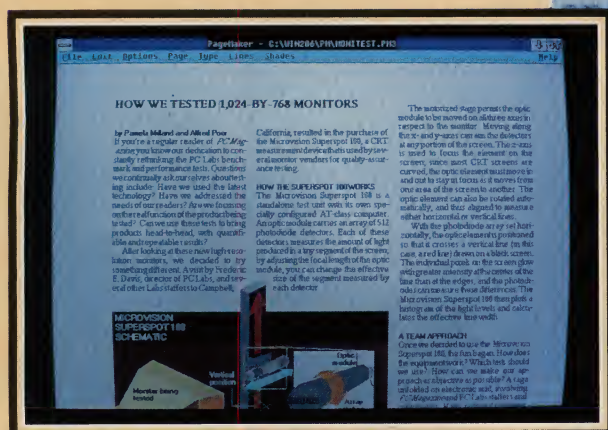 PageMaker - C:\WIN286\PM\MONITEST.PM3
File Edit Options Page Type Lines Shades Help
HOW WE TESTED 1,024-BY-768 MONITORS
by Pamela and Alfred Poor
If you're a regular reader of PC Mag-
azine you know our dedication to con-
stantly rethinking the PC Labs bench-
mark and performance tests. Questions
we continually ask ourselves about test-
ing include: Have we used the latest
technology? Have we addressed the
needs of our readers? Are we focusing
on the real function of the product being
tested? Can we use these tests to bring
products head-to-head, with quantifi-
able and repeatable results?
After looking at these new high-reso-
lution monitors, we decided to try
something different. A visit by Frederic
E. Davis, director of PC Labs, and sev-
eral other Labs staffers to Campbell,
California, resulted in the purchase of
the Microvision Superspot 100, a CRT
measurement device that is used by sev-
eral monitor vendors for quality-assur-
ance testing.
HOW THE SUPERSPOT 100 WORKS
The Microvision Superspot 100 is a
standalone test unit with its own spe-
cially configured AT-class computer.
An optic module carries an array of 512
photodiode detectors. Each of these
detectors measures the amount of light
produced in a tiny segment of the screen;
by adjusting the focal length of the optic
module, you can change the effective
size of the segment measured by
each detector
The motorized stage permits the optic
module to be moved on all three axes in
respect to the monitor. Moving along
the x- and y-axes can aim the detectors
at any portion of the screen. The z-axis
is used to focus the element on the
screen; since most CRT screens are
curved, the optic element must move in
and out to stay in focus as it moves from
one area of the screen to another. The
optic element can also be rotated auto-
matically, and thus aligned to measure
either horizontal or vertical lines.
With the photodiode array set hori-
zontally, the optic element is positioned
so that it crosses a vertical line (in this
case, a red line) drawn on a black screen.
The individual pixels on the screen glow
with greater intensity at the center of the
line than at the edges, and the photodi-
odes can measure these differences. The
Microvision Superspot 100 then plots a
histogram of the light levels and calcu-
lates the effective line width.
A TEAM APPROACH
Once we decided to use the Microvision
Superspot 100, the fun began. How does
the equipment work? Which tests should
we use? How can we make our ap-
proach as objective as possible? A saga
unfolded on electronic mail, involving
PC Magazine and PC Labs staffers and
MICROVISION
SUPERSPOT 100
SCHEMATIC
Monitor being
tested
Vertical
position
Optic
module
Array